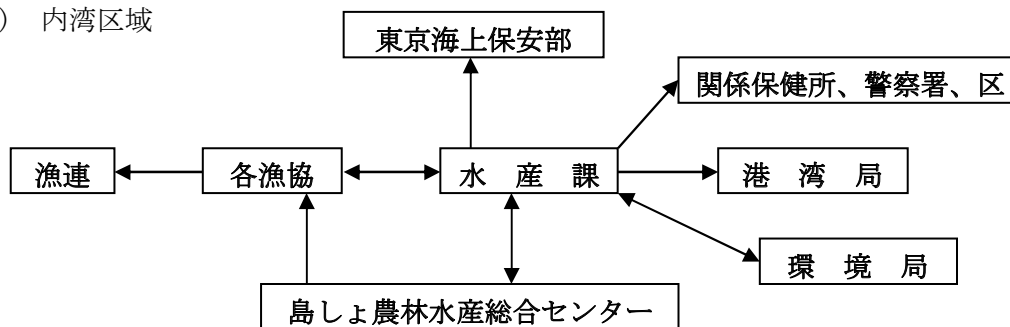 ) 内湾区域
東京海上保安部
関係保健所、警察署、区
漁連
各漁協
水 産 課
港 湾 局
環 境 局
島しょ農林水産総合センター